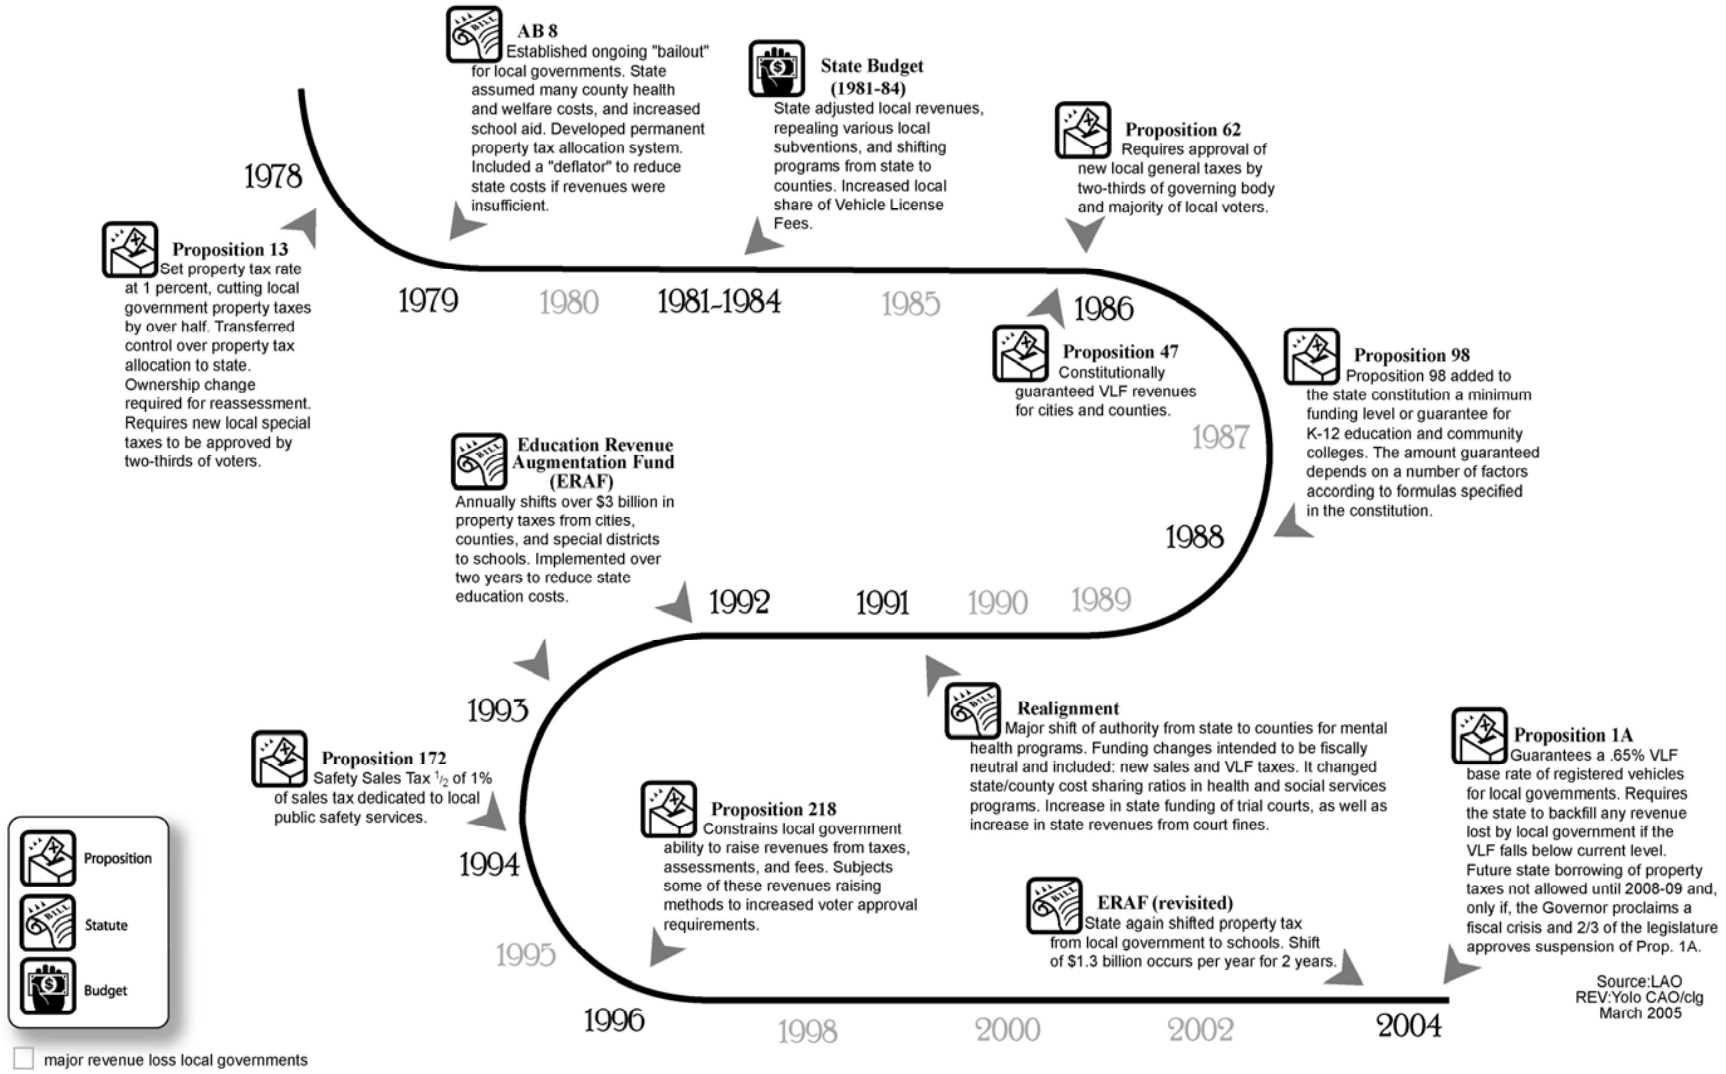 AB 8
Established ongoing "bailout"
for local governments. State
assumed many county health
and welfare costs, and increased
school aid. Developed permanent
property tax allocation system.
Included a "deflator" to reduce
state costs if revenues were
insufficient.
State Budget
(1981-84)
State adjusted local revenues,
repealing various local
subventions, and shifting
programs from state to
counties. Increased local
share of Vehicle License
Fees.
Proposition 62
Requires approval of
new local general taxes by
two-thirds of governing body
and majority of local voters.
1978
Proposition 13
Set property tax rate
at 1 percent, cutting local
government property taxes
by over half. Transferred
control over property tax
allocation to state.
Ownership change
required for reassessment.
Requires new local special
taxes to be approved by
two-thirds of voters.
1979
1980
1981-1984
1985
1986
Proposition 47
Constitutionally
guaranteed VLF revenues
for cities and counties.
Proposition 98
Proposition 98 added to
the state constitution a minimum
funding level or guarantee for
K-12 education and community
colleges. The amount guaranteed
depends on a number of factors
according to formulas specified
in the constitution.
1987
1988
Education Revenue
Augmentation Fund
(ERAF)
Annually shifts over $3 billion in
property taxes from cities,
counties, and special districts
to schools. Implemented over
two years to reduce state
education costs.
1992
1991
1990
1989
1993
Realignment
Major shift of authority from state to counties for mental
health programs. Funding changes intended to be fiscally
neutral and included: new sales and VLF taxes. It changed
state/county cost sharing ratios in health and social services
programs. Increase in state funding of trial courts, as well as
increase in state revenues from court fines.
Proposition 172
Safety Sales Tax 1/2 of 1%
of sales tax dedicated to local
public safety services.
1994
Proposition 218
Constrains local government
ability to raise revenues from taxes,
assessments, and fees. Subjects
some of these revenues raising
methods to increased voter approval
requirements.
Proposition 1A
Guarantees a .65% VLF
base rate of registered vehicles
for local governments. Requires
the state to backfill any revenue
lost by local government if the
VLF falls below current level.
Future state borrowing of property
taxes not allowed until 2008-09 and,
only if, the Governor proclaims a
fiscal crisis and 2/3 of the legislature
approves suspension of Prop. 1A.
ERAF (revisited)
State again shifted property tax
from local government to schools. Shift
of $1.3 billion occurs per year for 2 years.
1995
1996
1998
2000
2002
2004
Source:LAO
REV:Yolo CAO/clg
March 2005
Proposition
BILL
Statute
Budget
major revenue loss local governments